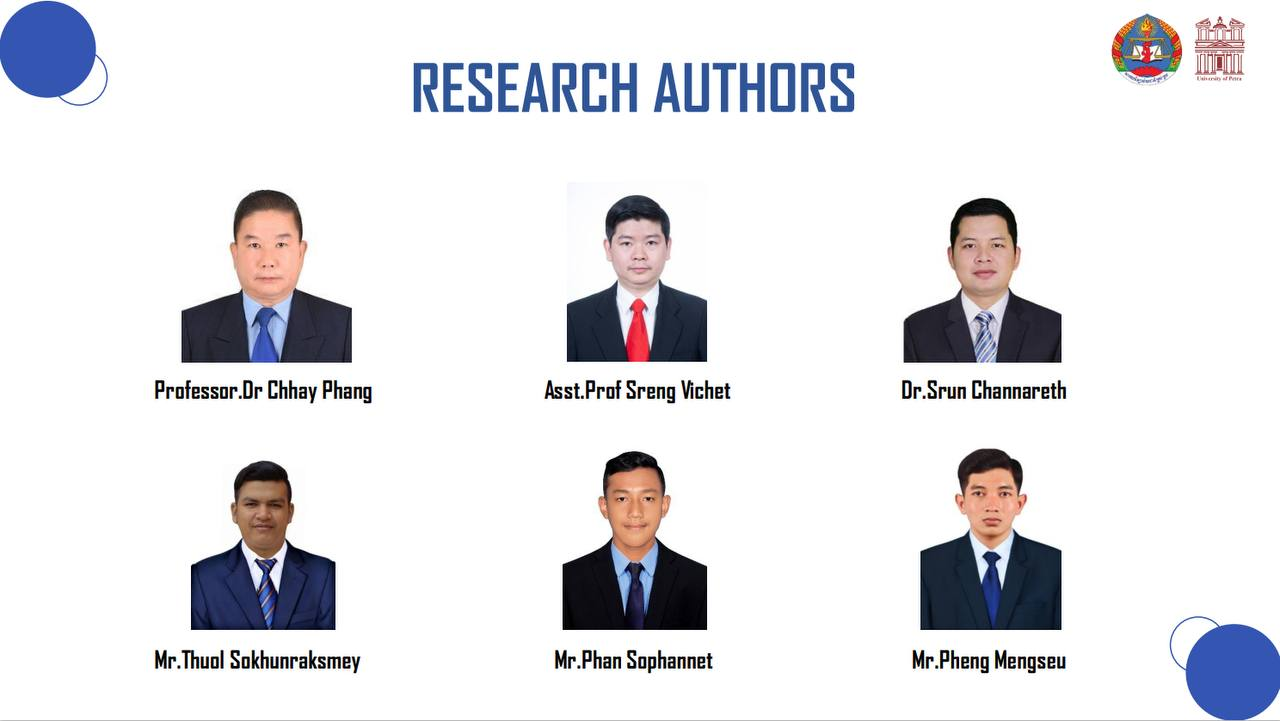 RESEARCH AUTHORS
University of Petra
Professor.Dr Chhay Phang
Asst.Prof Sreng Vichet
Dr.Srun Channareth
Mr.Thuol Sokhunraksmey
Mr.Phan Sophannet
Mr.Pheng Mengseu